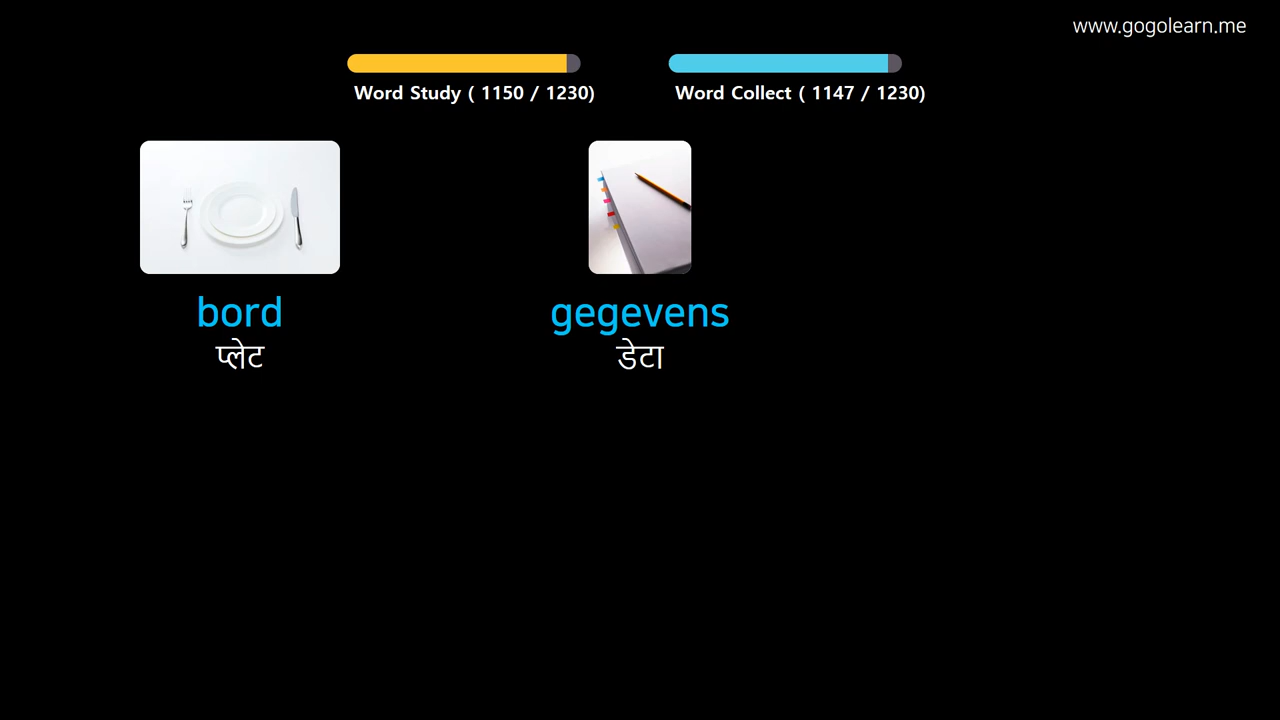 www.gogolearn.me
Word Study ( 1150 / 1230)
Word Collect ( 1147 / 1230)
bord
प्लेट
gegevens
डेटा